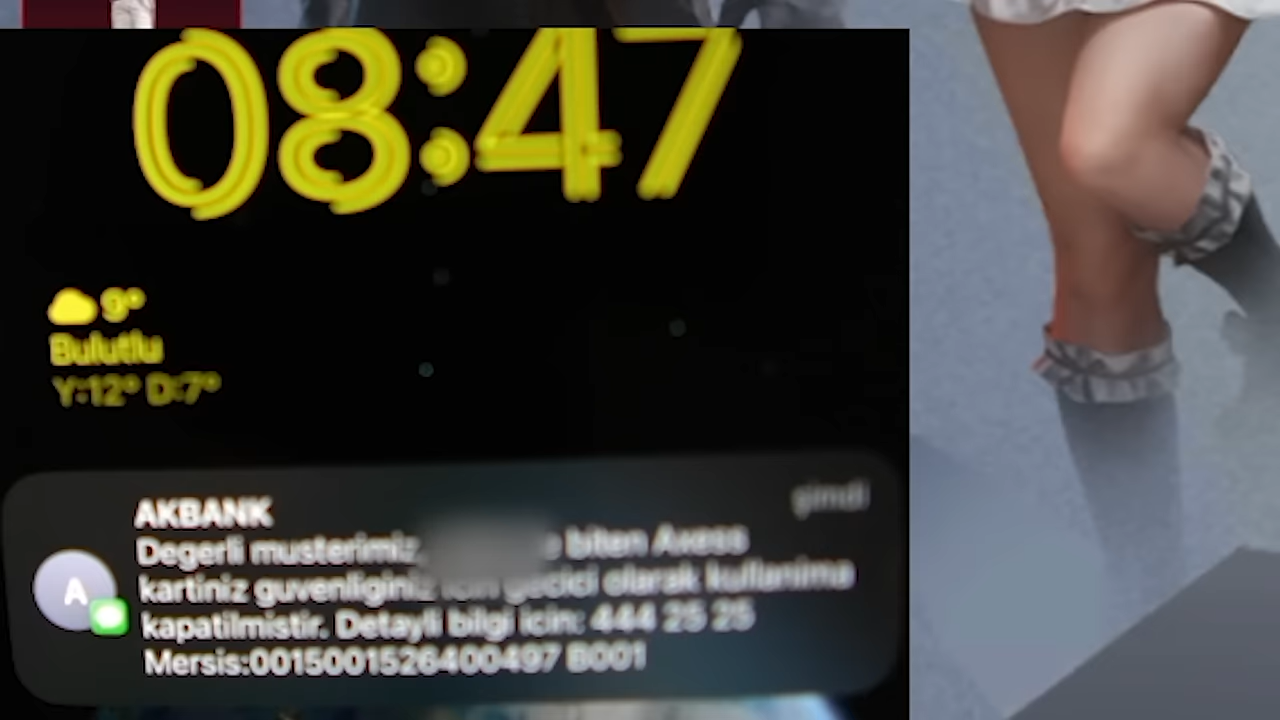 08:47
9°
Bulutlu
Y:12° D:7°
AKBANK
şimdi
Degerli musterimiz, biten Axess
kartiniz guvenliginiz icin gecici olarak kullanima
kapatilmistir. Detayli bilgi icin: 444 25 25
Mersis:0015001526400497 B001
A